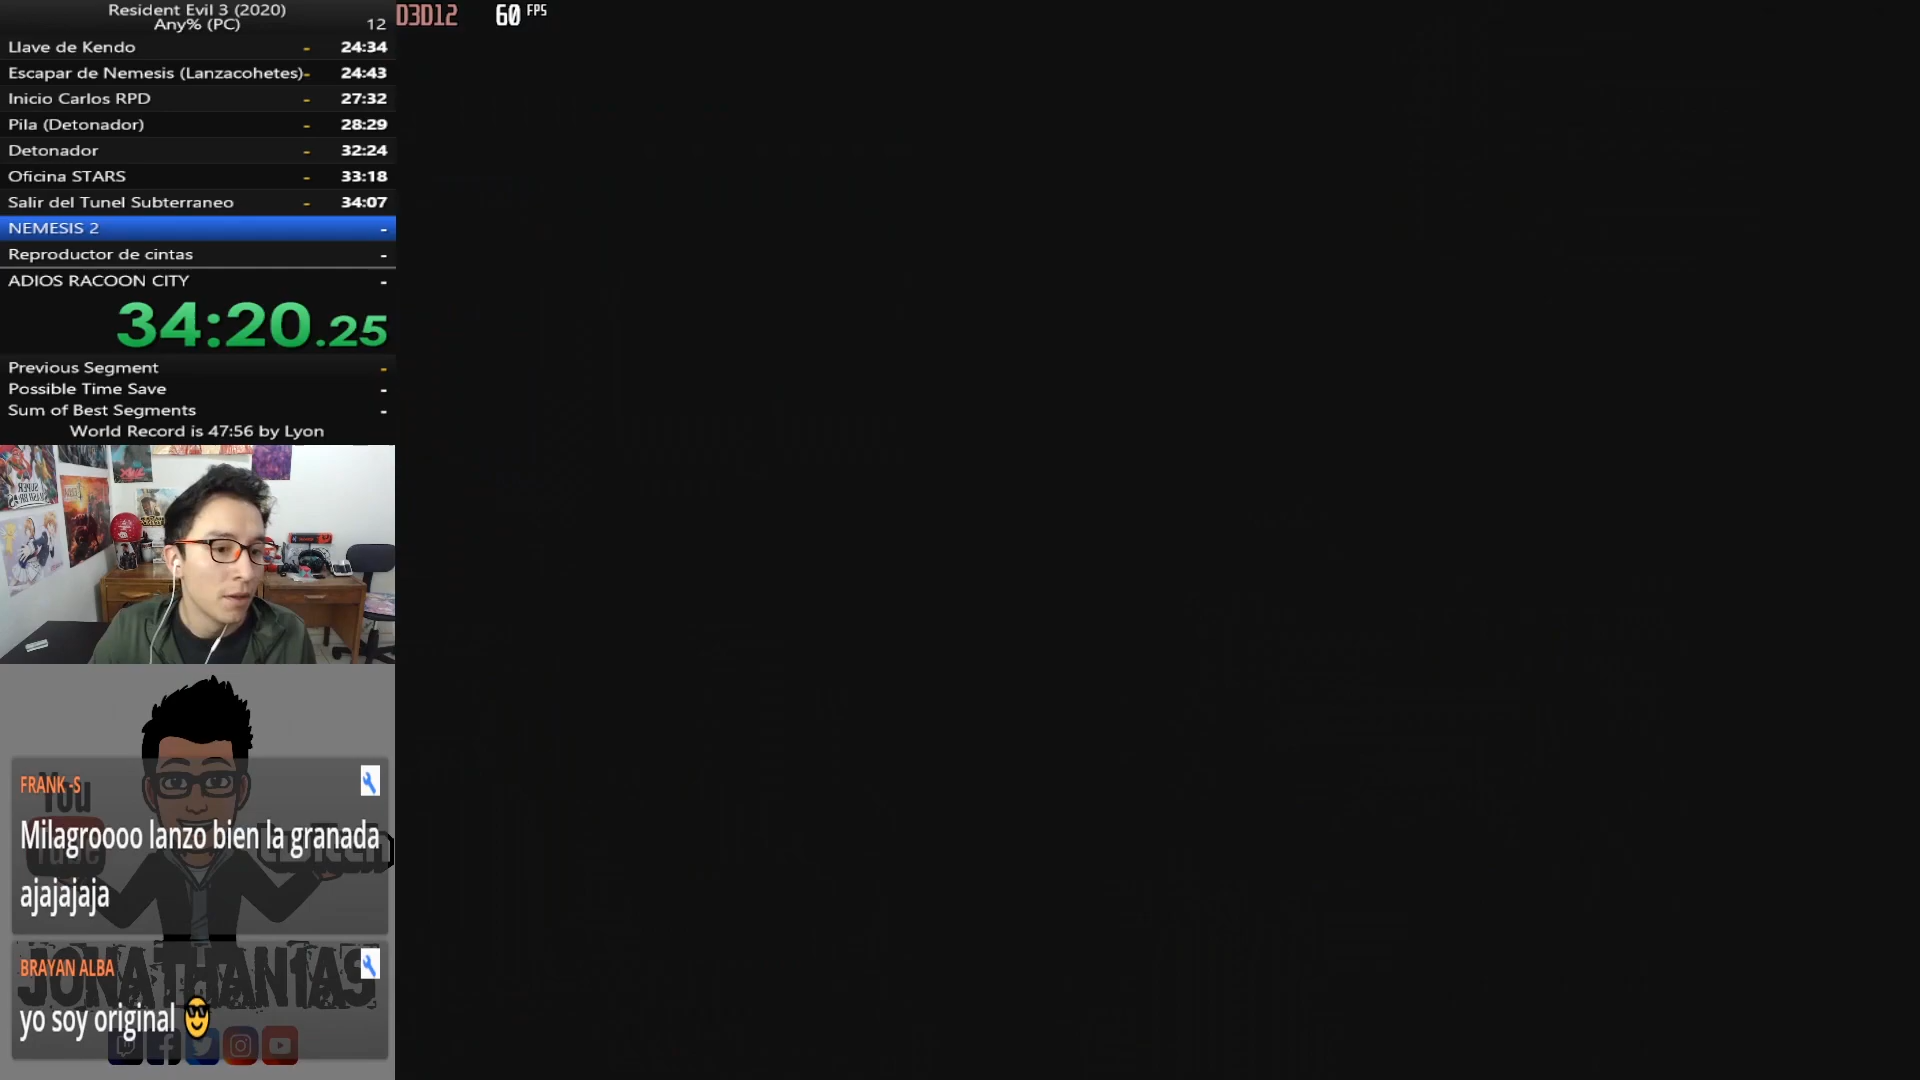 Resident Evil 3 (2020)
Any% (PC) 12
D3D12 60 FPS
Llave de Kendo - 24:34
Escapar de Nemesis (Lanzacohetes) - 24:43
Inicio Carlos RPD - 27:32
Pila (Detonador) - 28:29
Detonador - 32:24
Oficina STARS - 33:18
Salir del Tunel Subterraneo - 34:07
NEMESIS 2 -
Reproductor de cintas -
ADIOS RACOON CITY -
34:20.25
Previous Segment -
Possible Time Save -
Sum of Best Segments -
World Record is 47:56 by Lyon
FRANK -S
You
Tube
Milagroooo lanzo bien la granada
ajajajaja
BRAYAN ALBA
JONATHAN1AS
yo soy original